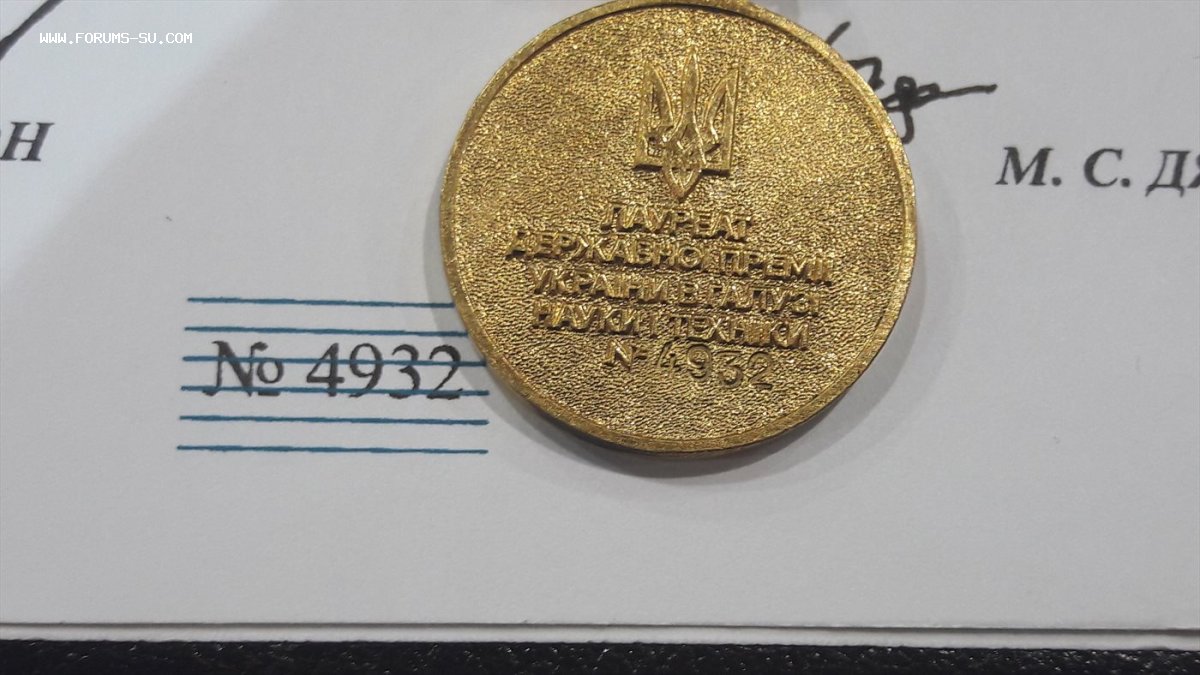 WWW.FORUMS-SU.COM
Н
М. С. ДЯ
ЛАУРЕАТ
ДЕРЖАВНОЇ ПРЕМІЇ
УКРАЇНИ В ГАЛУЗІ
НАУКИ І ТЕХНІКИ
№ 4932
№ 4932